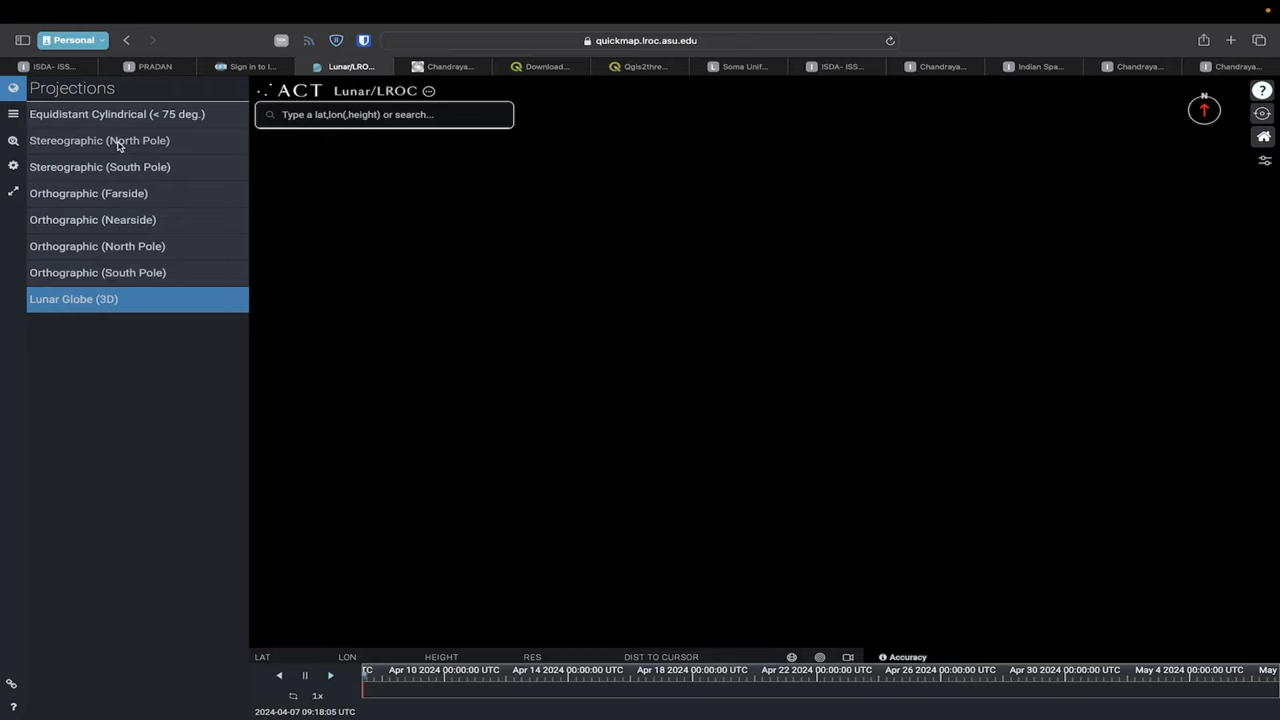 Personal
quickmap.lroc.asu.edu
ISDA- ISS...
PRADAN
Sign in to I...
Lunar/LRO...
Chandraya...
Download...
Qgis2thre...
Soma Unif...
ISDA- ISS...
Chandraya...
Indian Spa...
Chandraya...
Chandraya...
Projections
Equidistant Cylindrical (< 75 deg.)
Stereographic (North Pole)
Stereographic (South Pole)
Orthographic (Farside)
Orthographic (Nearside)
Orthographic (North Pole)
Orthographic (South Pole)
Lunar Globe (3D)
ACT Lunar/LROC
Type a lat,lon(,height) or search...
N
?
LAT LON HEIGHT RES DIST TO CURSOR Accuracy
TC Apr 10 2024 00:00:00 UTC Apr 14 2024 00:00:00 UTC Apr 18 2024 00:00:00 UTC Apr 22 2024 00:00:00 UTC Apr 26 2024 00:00:00 UTC Apr 30 2024 00:00:00 UTC May 4 2024 00:00:00 UTC May
1x
2024-04-07 09:18:05 UTC
?